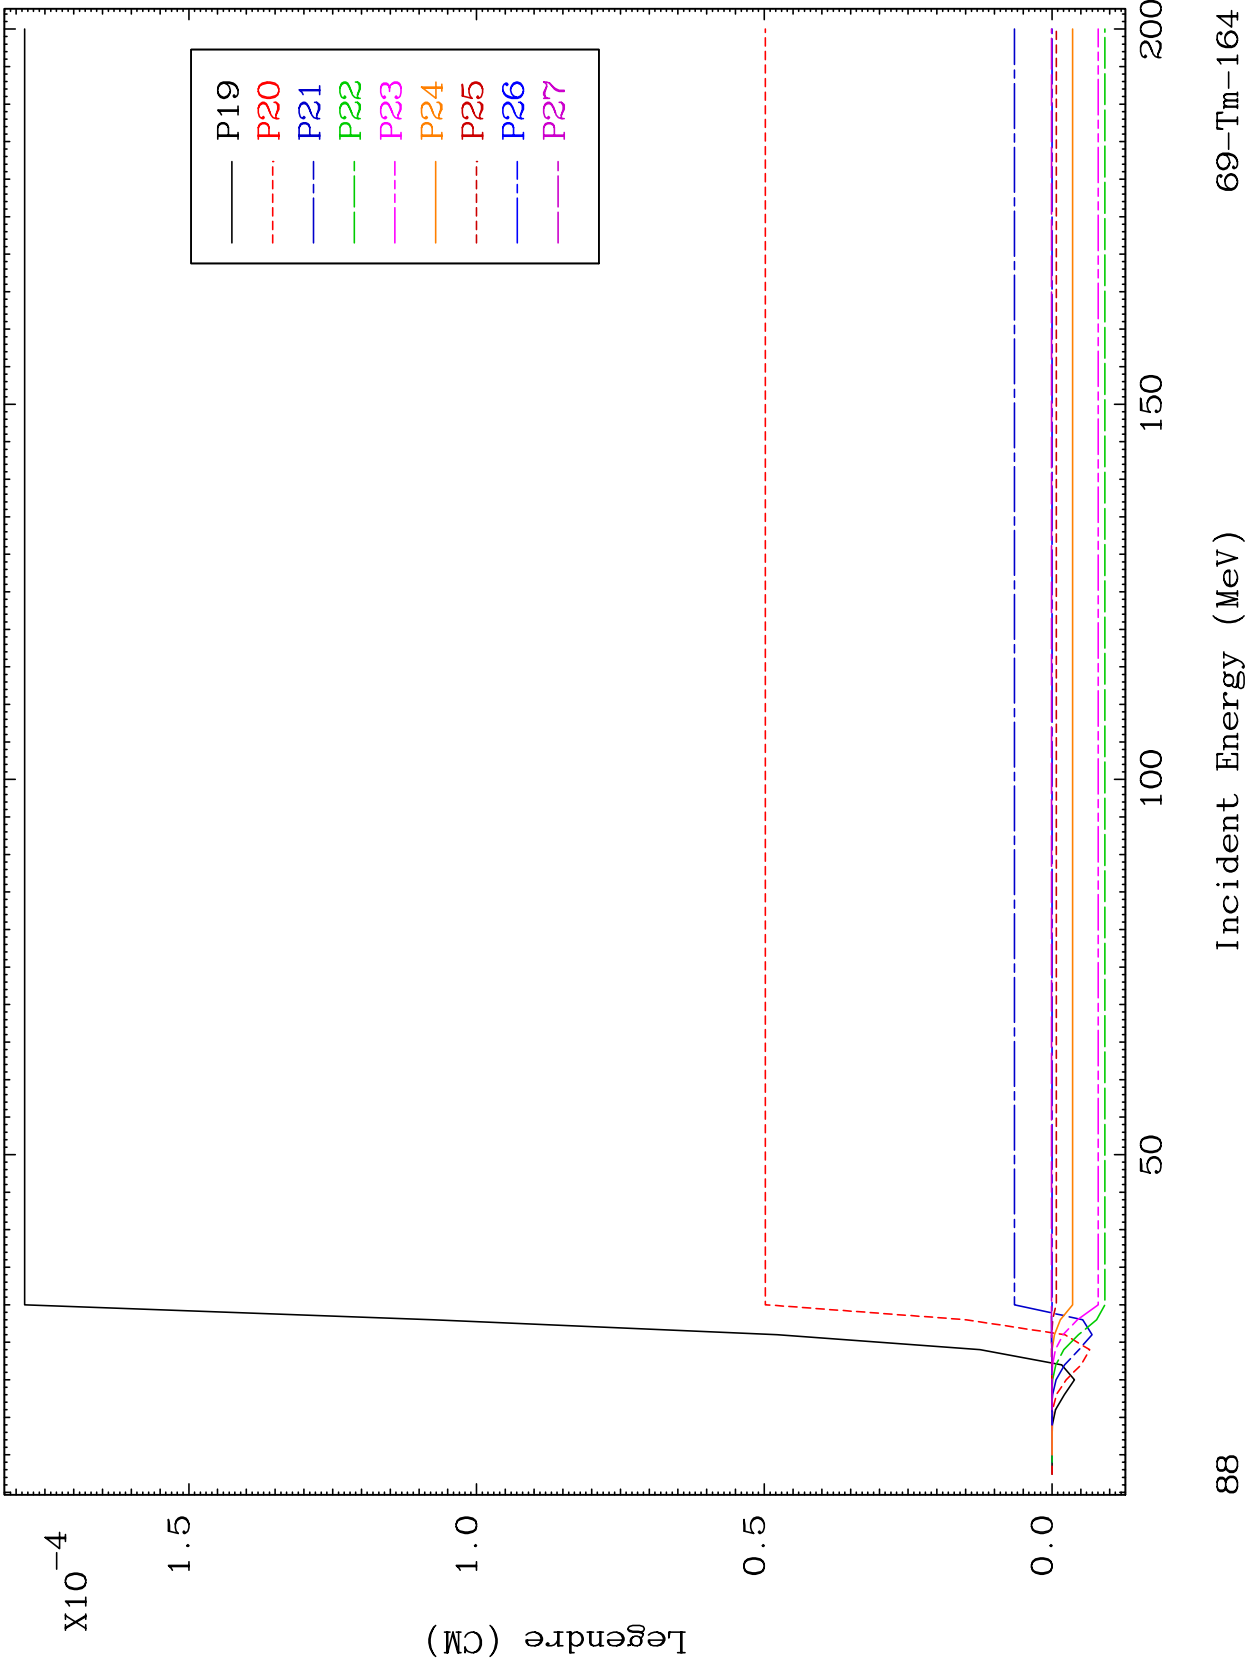 X10-4
1.5
1.0
0.5
0.0
Legendre (CM)
P19
P20
P21
P22
P23
P24
P25
P26
P27
50
100
150
200
Incident Energy (MeV)
88
69-Tm-164